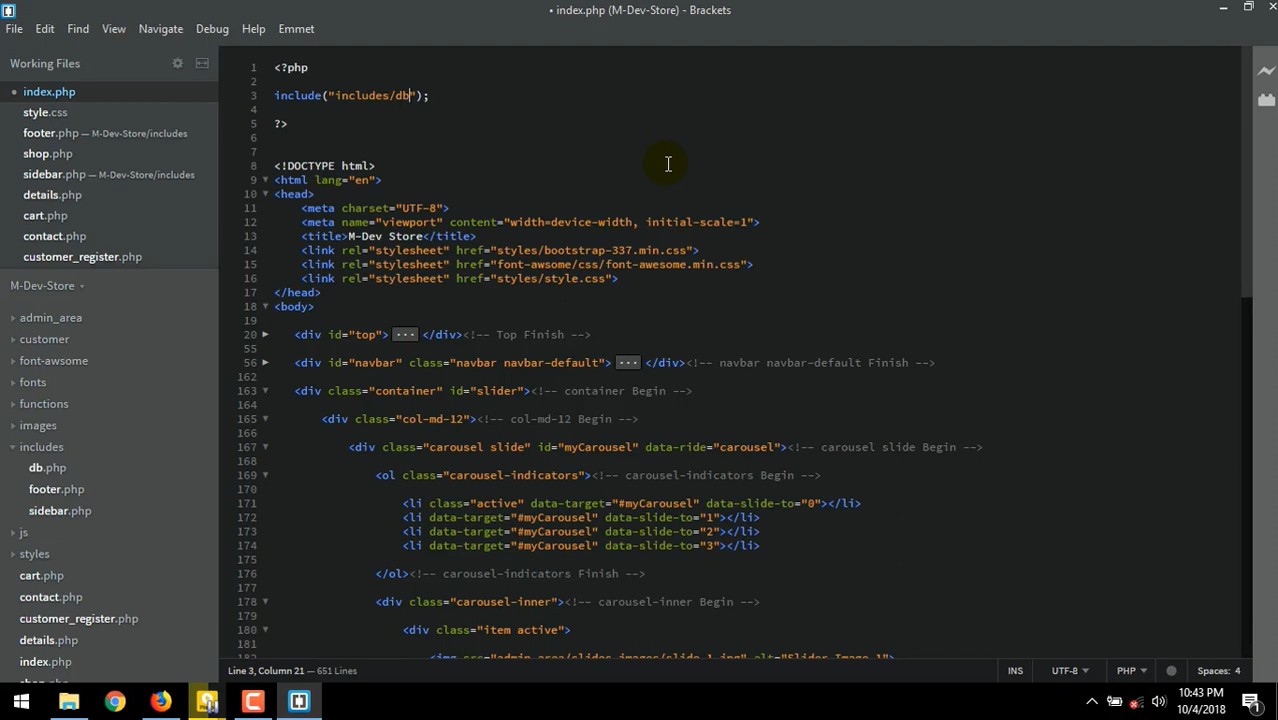 • index.php (M-Dev-Store) - Brackets
File Edit Find View Navigate Debug Help Emmet
Working Files
• index.php
style.css
footer.php — M-Dev-Store/includes
shop.php
sidebar.php — M-Dev-Store/includes
details.php
cart.php
contact.php
customer_register.php
M-Dev-Store
admin_area
customer
font-awsome
fonts
functions
images
includes
db.php
footer.php
sidebar.php
js
styles
cart.php
contact.php
customer_register.php
details.php
index.php
1 <?php
2
3 include("includes/db");
4
5 ?>
6
7
8 <!DOCTYPE html>
9 <html lang="en">
10 <head>
11 <meta charset="UTF-8">
12 <meta name="viewport" content="width=device-width, initial-scale=1">
13 <title>M-Dev Store</title>
14 <link rel="stylesheet" href="styles/bootstrap-337.min.css">
15 <link rel="stylesheet" href="font-awsome/css/font-awesome.min.css">
16 <link rel="stylesheet" href="styles/style.css">
17 </head>
18 <body>
19
20 <div id="top"> ... </div><!-- Top Finish -->
55
56 <div id="navbar" class="navbar navbar-default"> ... </div><!-- navbar navbar-default Finish -->
162
163 <div class="container" id="slider"><!-- container Begin -->
164
165 <div class="col-md-12"><!-- col-md-12 Begin -->
166
167 <div class="carousel slide" id="myCarousel" data-ride="carousel"><!-- carousel slide Begin -->
168
169 <ol class="carousel-indicators"><!-- carousel-indicators Begin -->
170
171 <li class="active" data-target="#myCarousel" data-slide-to="0"></li>
172 <li data-target="#myCarousel" data-slide-to="1"></li>
173 <li data-target="#myCarousel" data-slide-to="2"></li>
174 <li data-target="#myCarousel" data-slide-to="3"></li>
175
176 </ol><!-- carousel-indicators Finish -->
177
178 <div class="carousel-inner"><!-- carousel-inner Begin -->
179
180 <div class="item active">
181
182 <img src="admin_area/slides_images/slide-1.jpg" alt="Slider Image 1">
Line 3, Column 21 — 651 Lines
INS UTF-8 PHP Spaces: 4
10:43 PM
10/4/2018